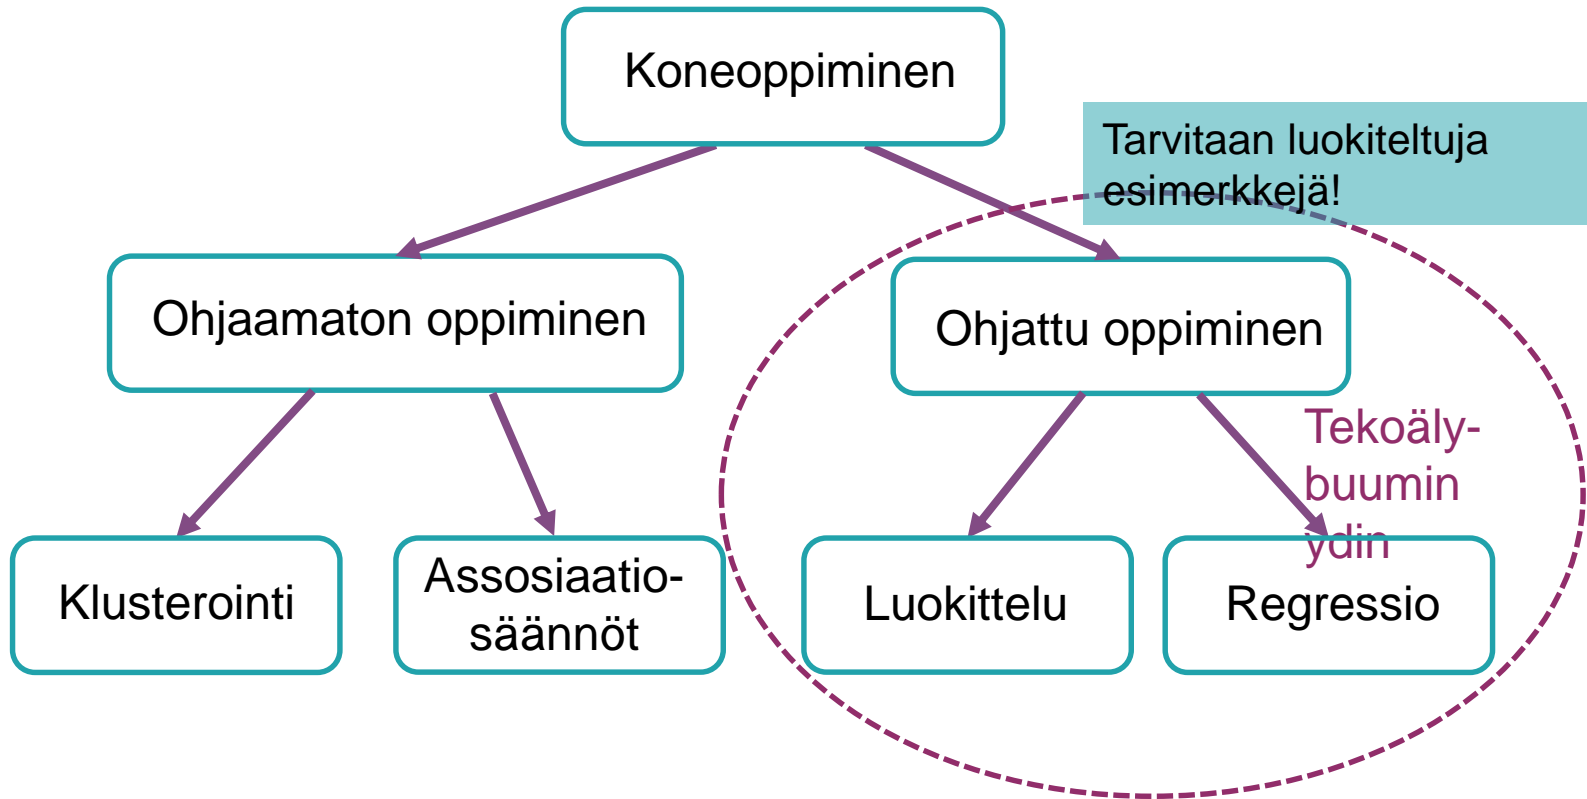 Koneoppiminen
Tarvitaan luokiteltuja
esimerkkejä!
Ohjaamaton oppiminen
Ohjattu oppiminen
Tekoäly-
buumin
ydin
Klusterointi
Assosiaatio-
säännöt
Luokittelu
Regressio